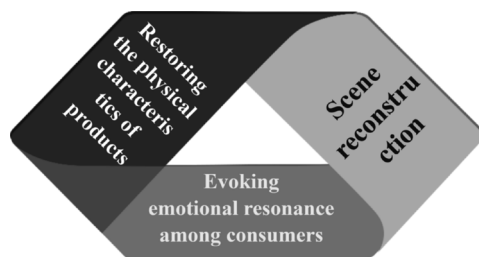 Restoring
the physical
characteris
tics of
products
Scene
reconstru
ction
Evoking
emotional resonance
among consumers